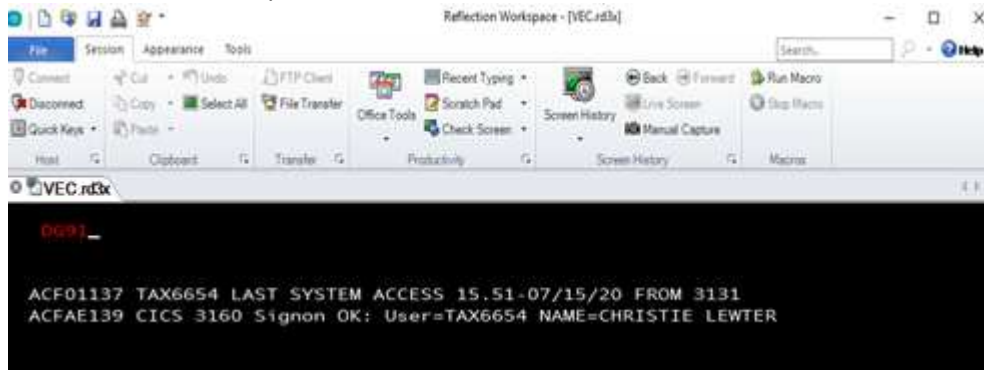 Reflection Workspace - [VEC.rd3x]
File Session Appearance Tools Search... Help
Connect Cut Undo FTP Client Recent Typing Back Forward Run Macro
Disconnect Copy Select All File Transfer Office Tools Scratch Pad Screen History Live Screen Stop Macro
Quick Keys Paste Check Screen Manual Capture
Host Clipboard Transfer Productivity Screen History Macros
VEC.rd3x
DG91_
ACF01137 TAX6654 LAST SYSTEM ACCESS 15.51-07/15/20 FROM 3131
ACFAE139 CICS 3160 Signon OK: User=TAX6654 NAME=CHRISTIE LEWTER